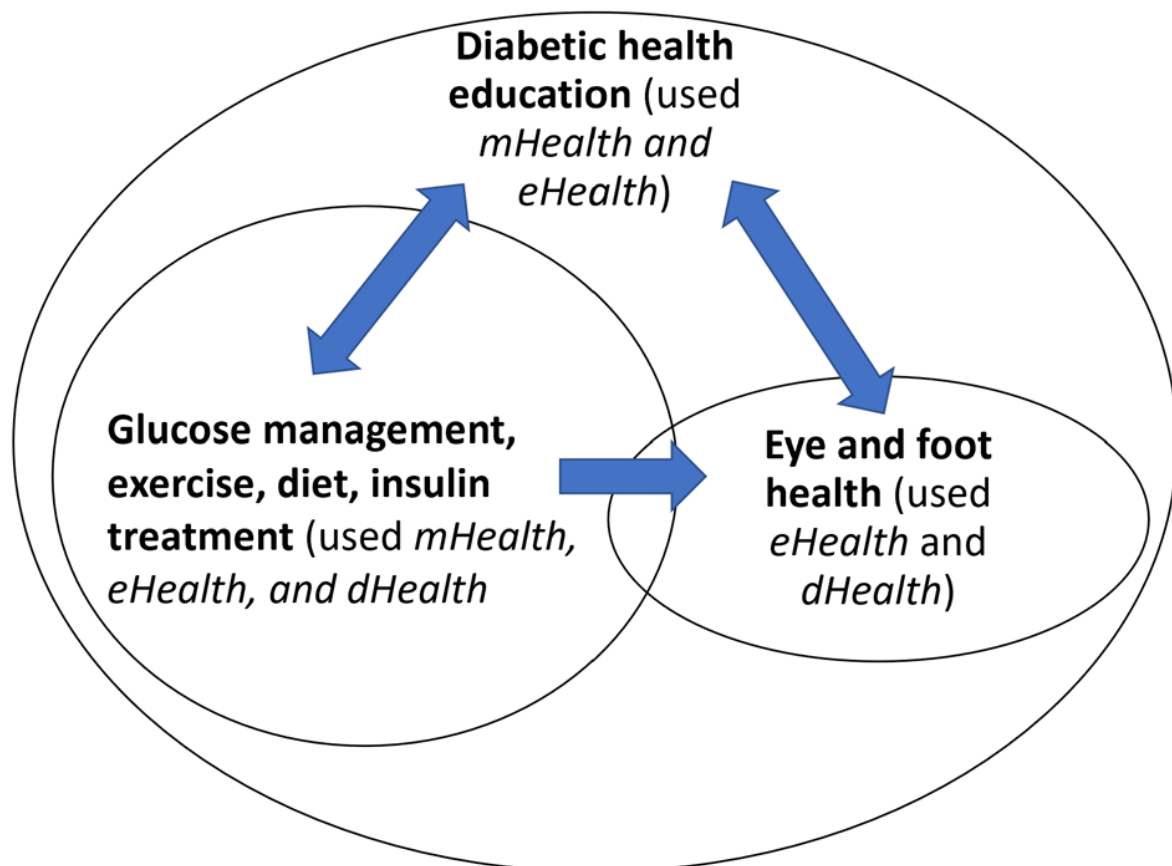 Diabetic health
education (used
mHealth and
eHealth)
Glucose management,
exercise, diet, insulin
treatment (used mHealth,
eHealth, and dHealth
Eye and foot
health (used
eHealth and
dHealth)